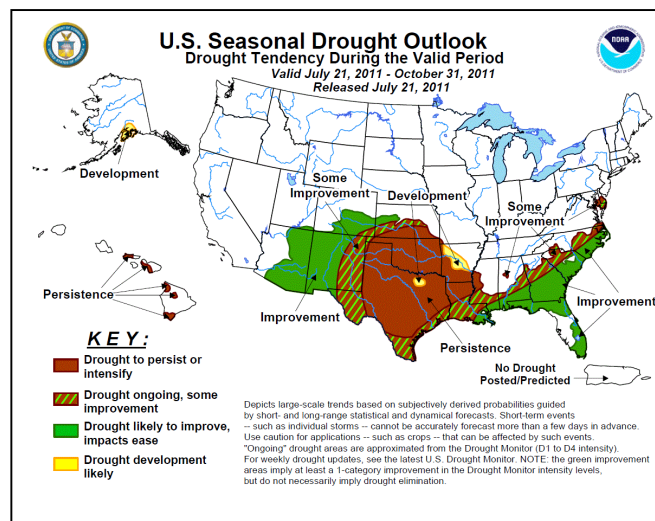 U.S. Seasonal Drought Outlook
Drought Tendency During the Valid Period
Valid July 21, 2011 - October 31, 2011
Released July 21, 2011
NOAA
Development
Some
Improvement
Development
Some
Improvement
Persistence
Improvement
Improvement
Persistence
No Drought
Posted/Predicted
KEY:
Drought to persist or
intensify
Drought ongoing, some
improvement
Drought likely to improve,
impacts ease
Drought development
likely
Depicts large-scale trends based on subjectively derived probabilities guided
by short- and long-range statistical and dynamical forecasts. Short-term events
-- such as individual storms -- cannot be accurately forecast more than a few days in advance.
Use caution for applications -- such as crops -- that can be affected by such events.
"Ongoing" drought areas are approximated from the Drought Monitor (D1 to D4 intensity).
For weekly drought updates, see the latest U.S. Drought Monitor. NOTE: the green improvement
areas imply at least a 1-category improvement in the Drought Monitor intensity levels,
but do not necessarily imply drought elimination.